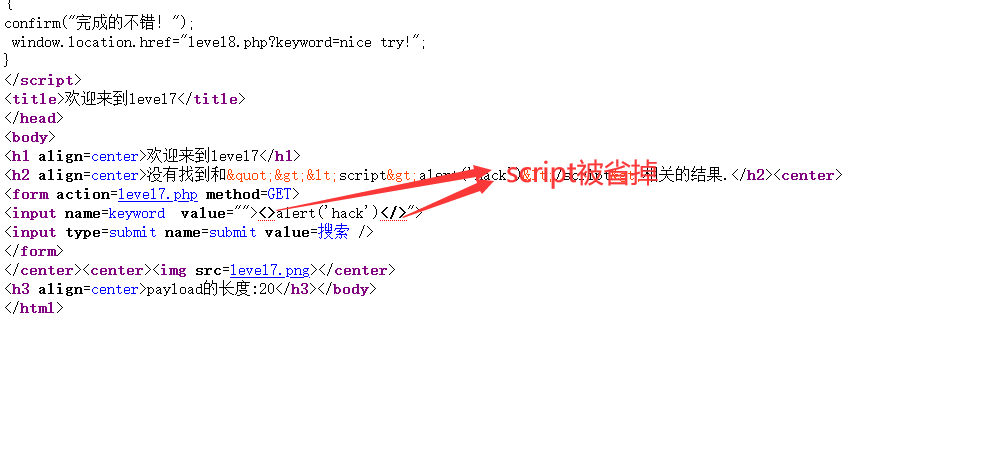 {
confirm("完成的不错！");
window.location.href="level8.php?keyword=nice try!";
}
</script>
<title>欢迎来到level7</title>
</head>
<body>
<h1 align=center>欢迎来到level7</h1>
<h2 align=center>没有找到和&quot;&gt;&lt;script&gt;alert('hack')&lt;/script&gt;相关的结果.</h2><center>
script被省掉
<form action=level7.php method=GET>
<input name=keyword  value=""><>alert('hack')</>">
<input type=submit name=submit value=搜索 />
</form>
</center><center><img src=level7.png></center>
<h3 align=center>payload的长度:20</h3></body>
</html>